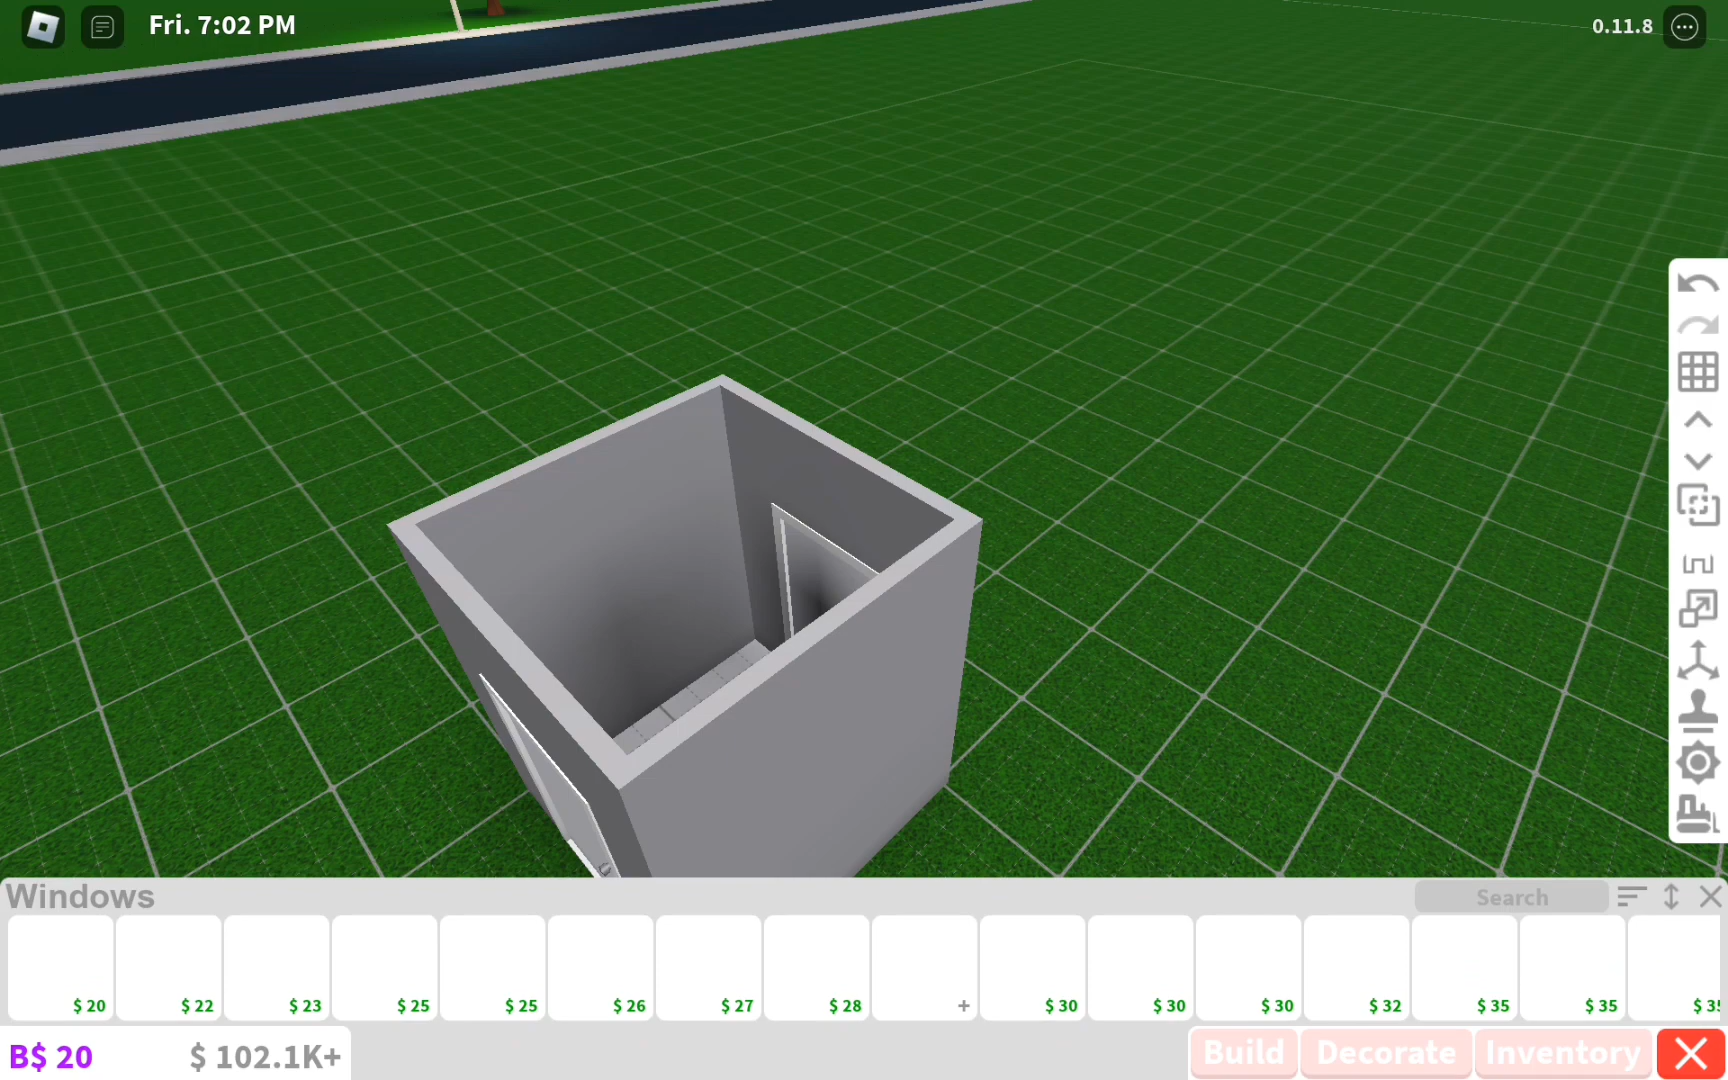 Fri. 7:02 PM
0.11.8
Windows
Search
$ 20
$ 22
$ 23
$ 25
$ 25
$ 26
$ 27
$ 28
+
$ 30
$ 30
$ 30
$ 32
$ 35
$ 35
B$ 20
$ 102.1K+
Build
Decorate
Inventory